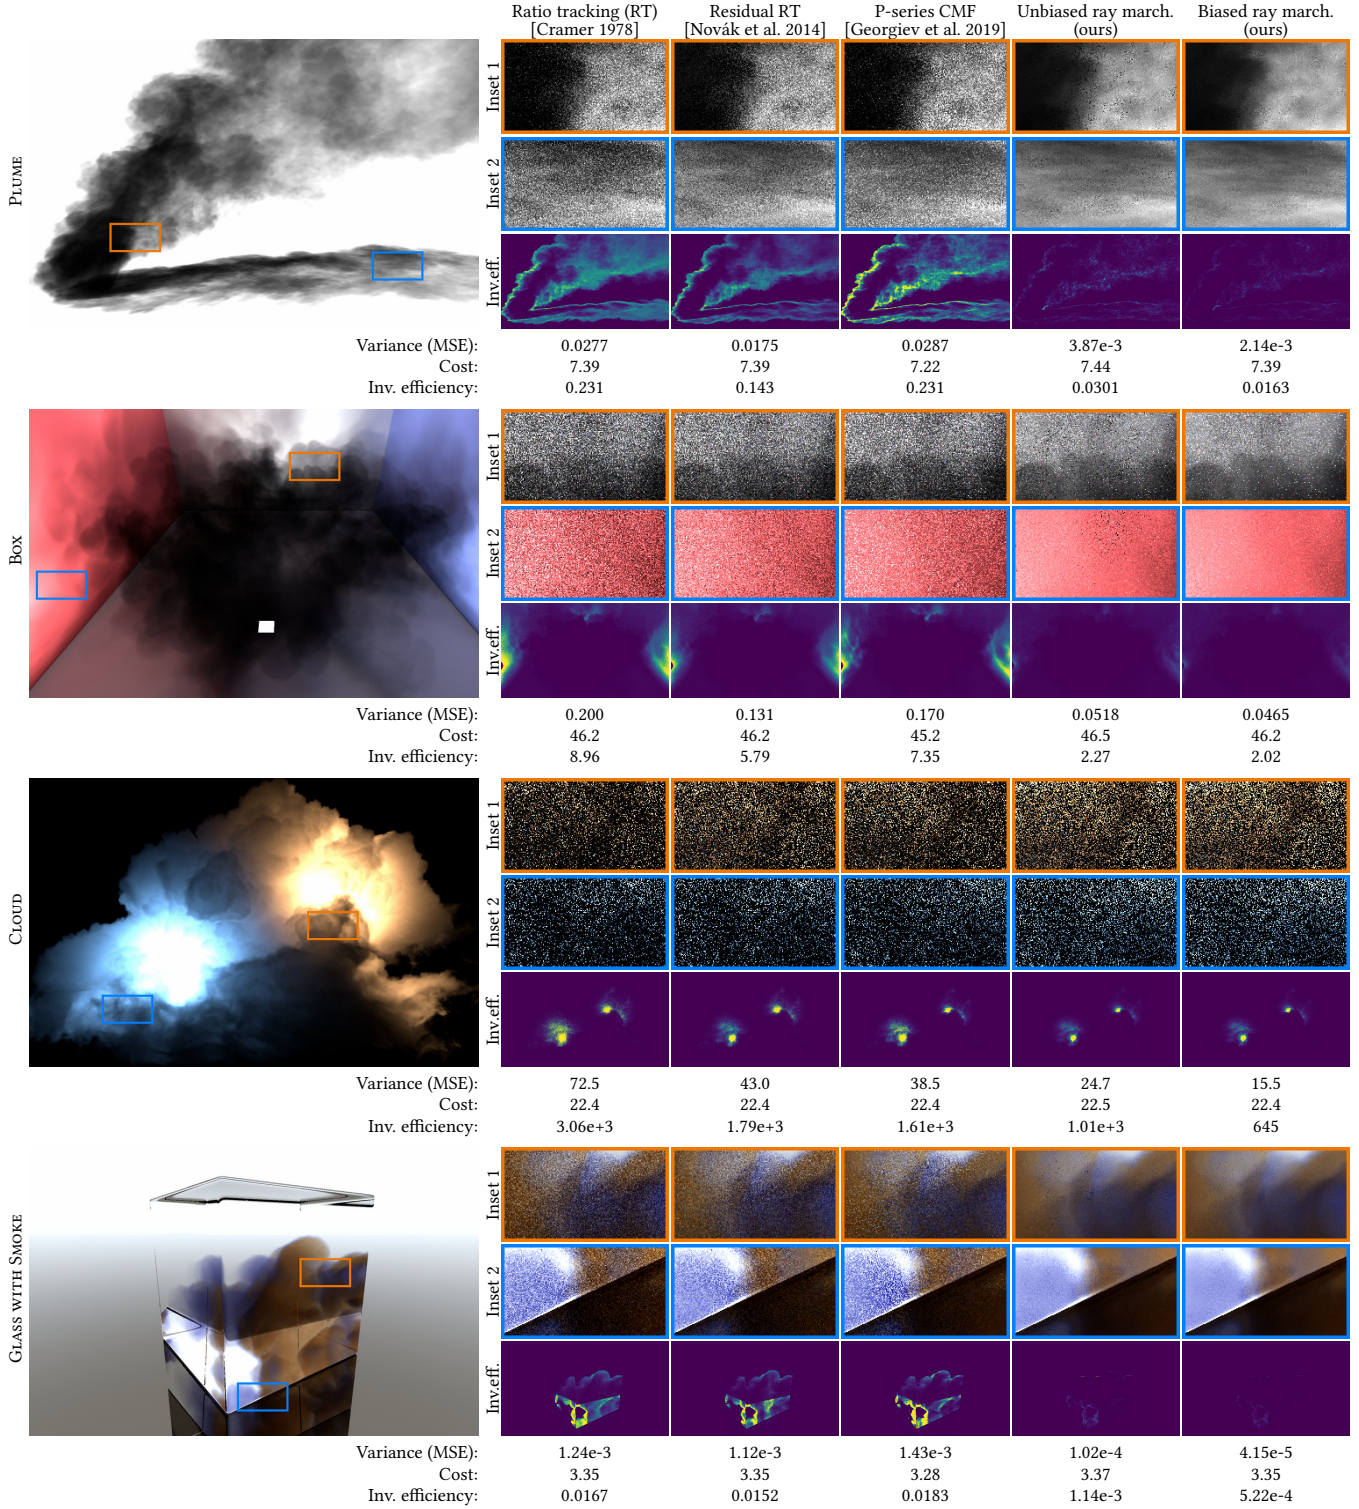 Ratio tracking (RT) Residual RT P-series CMF Unbiased ray march. Biased ray march.
[Cramer 1978] [Novák et al. 2014] [Georgiev et al. 2019] (ours) (ours)
Plume
Inset 1
Inset 2
Inv.eff.
Variance (MSE): 0.0277 0.0175 0.0287 3.87e-3 2.14e-3
Cost: 7.39 7.39 7.22 7.44 7.39
Inv. efficiency: 0.231 0.143 0.231 0.0301 0.0163
Box
Inset 1
Inset 2
Inv.eff.
Variance (MSE): 0.200 0.131 0.170 0.0518 0.0465
Cost: 46.2 46.2 45.2 46.5 46.2
Inv. efficiency: 8.96 5.79 7.35 2.27 2.02
Cloud
Inset 1
Inset 2
Inv.eff.
Variance (MSE): 72.5 43.0 38.5 24.7 15.5
Cost: 22.4 22.4 22.4 22.5 22.4
Inv. efficiency: 3.06e+3 1.79e+3 1.61e+3 1.01e+3 645
Glass with Smoke
Inset 1
Inset 2
Inv.eff.
Variance (MSE): 1.24e-3 1.12e-3 1.43e-3 1.02e-4 4.15e-5
Cost: 3.35 3.35 3.28 3.37 3.35
Inv. efficiency: 0.0167 0.0152 0.0183 1.14e-3 5.22e-4